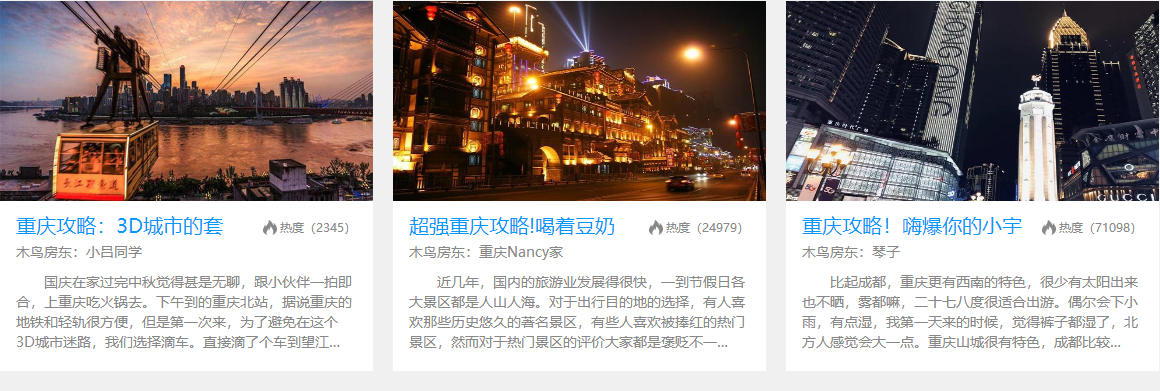 长江索道
重庆时代广场
GUCCI
重庆攻略：3D城市的套
热度（2345）
木鸟房东：小吕同学
国庆在家过完中秋觉得甚是无聊，跟小伙伴一拍即
合，上重庆吃火锅去。下午到的重庆北站，据说重庆的
地铁和轻轨很方便，但是第一次来，为了避免在这个
3D城市迷路，我们选择滴车。直接滴了个车到望江...
超强重庆攻略!喝着豆奶
热度（24979）
木鸟房东：重庆Nancy家
近几年，国内的旅游业发展得很快，一到节假日各
大景区都是人山人海。对于出行目的地的选择，有人喜
欢那些历史悠久的著名景区，有些人喜欢被捧红的热门
景区，然而对于热门景区的评价大家都是褒贬不一...
重庆攻略！嗨爆你的小宇
热度（71098）
木鸟房东：琴子
比起成都，重庆更有西南的特色，很少有太阳出来
也不晒，雾都嘛，二十七八度很适合出游。偶尔会下小
雨，有点湿，我第一天来的时候，觉得裤子都湿了，北
方人感觉会大一点。重庆山城很有特色，成都比较...